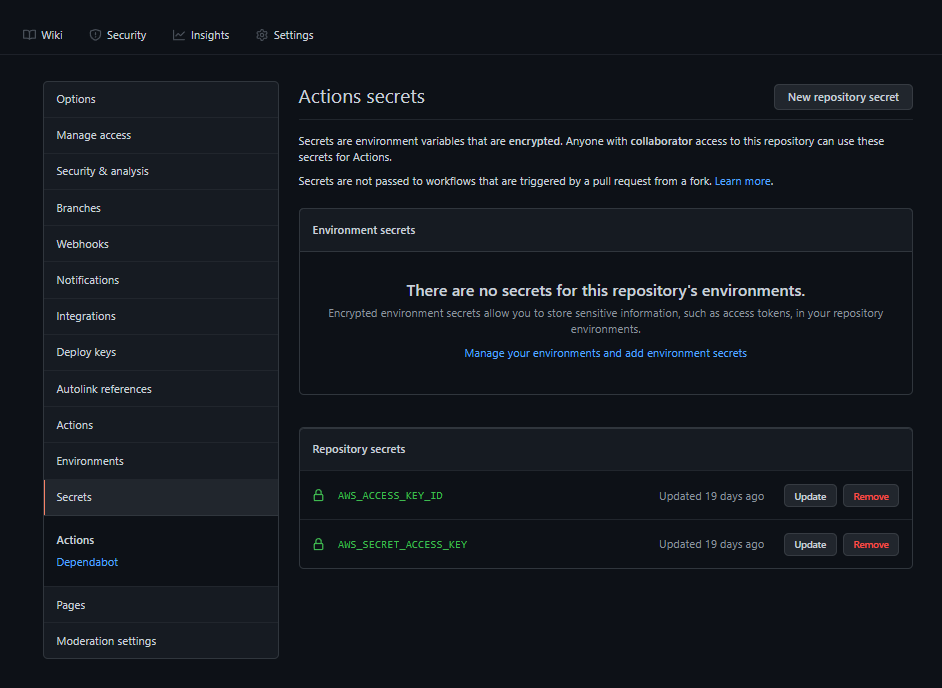 Wiki Security Insights Settings
Options
Manage access
Security & analysis
Branches
Webhooks
Notifications
Integrations
Deploy keys
Autolink references
Actions
Environments
Secrets
Actions
Dependabot
Pages
Moderation settings
Actions secrets
New repository secret
Secrets are environment variables that are encrypted. Anyone with collaborator access to this repository can use these
secrets for Actions.
Secrets are not passed to workflows that are triggered by a pull request from a fork. Learn more.
Environment secrets
There are no secrets for this repository's environments.
Encrypted environment secrets allow you to store sensitive information, such as access tokens, in your repository
environments.
Manage your environments and add environment secrets
Repository secrets
AWS_ACCESS_KEY_ID Updated 19 days ago Update Remove
AWS_SECRET_ACCESS_KEY Updated 19 days ago Update Remove